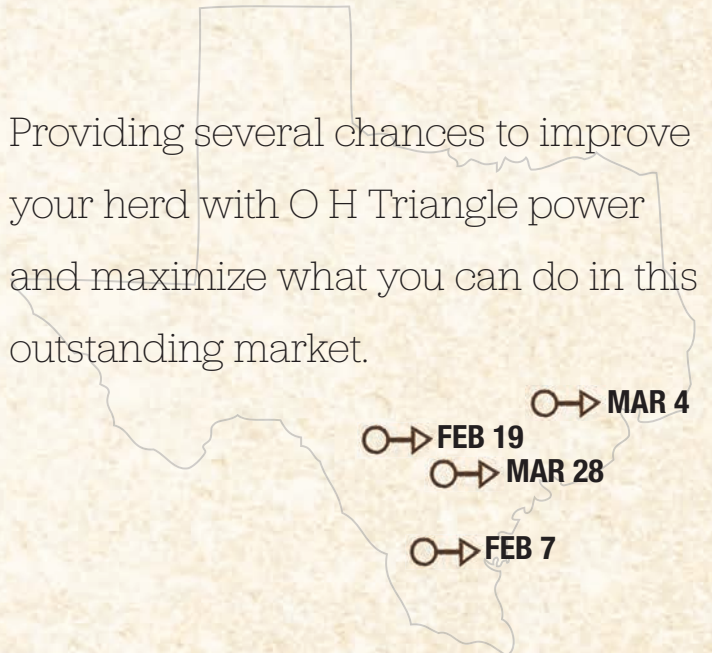 Providing several chances to improve
your herd with O H Triangle power
and maximize what you can do in this
outstanding market.
MAR 4
FEB 19
MAR 28
FEB 7